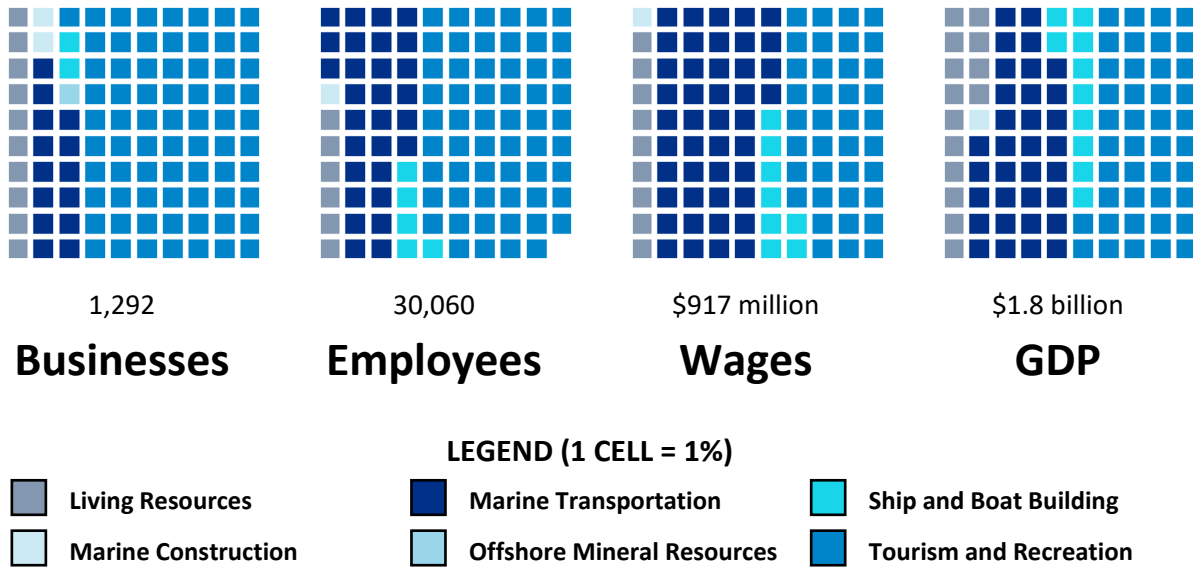 1,292 30,060 $917 million $1.8 billion
Businesses Employees Wages GDP
LEGEND (1 CELL = 1%)
Living Resources Marine Transportation Ship and Boat Building
Marine Construction Offshore Mineral Resources Tourism and Recreation